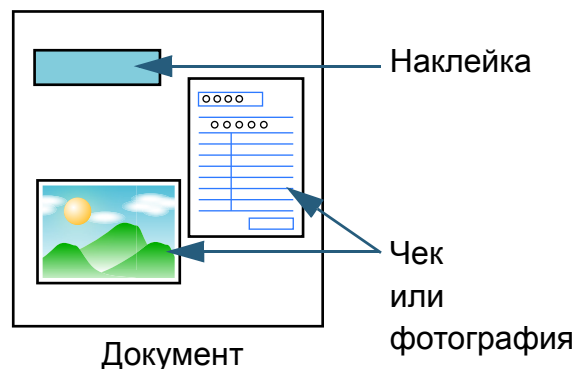 Наклейка
Чек
или
фотография
Документ